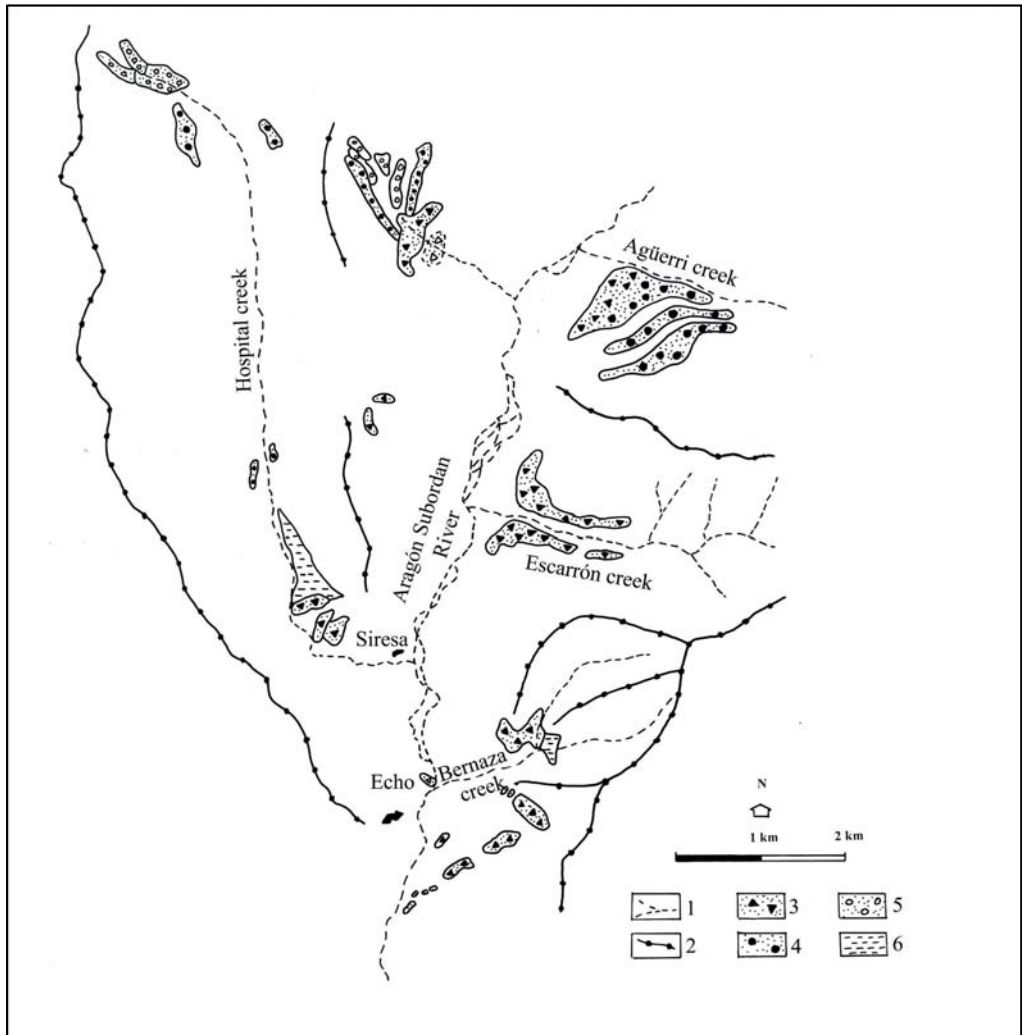 Agüerri creek
Hospital creek
Aragón Subordan
River
Escarrón creek
Siresa
Bernaza
creek
Echo
N
1 km
2 km
1
3
5
2
4
6